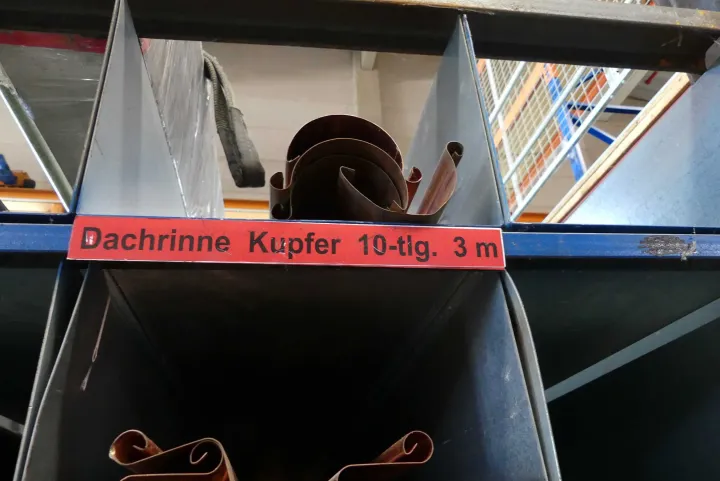 Dachrinne Kupfer 10-tlg. 3 m